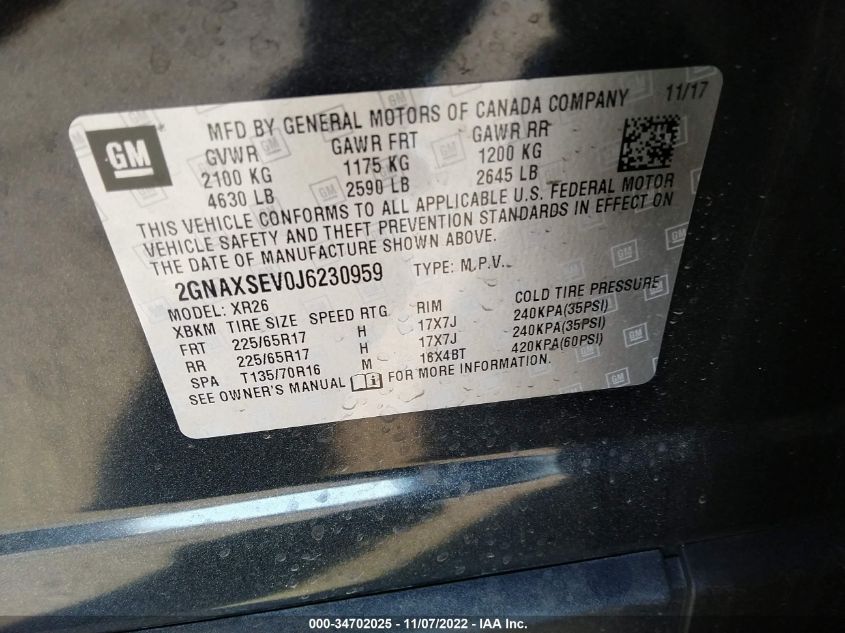 GM
MFD BY GENERAL MOTORS OF CANADA COMPANY 11/17
GVWR GAWR FRT GAWR RR
2100 KG 1175 KG 1200 KG
4630 LB 2590 LB 2645 LB
THIS VEHICLE CONFORMS TO ALL APPLICABLE U.S. FEDERAL MOTOR
VEHICLE SAFETY AND THEFT PREVENTION STANDARDS IN EFFECT ON
THE DATE OF MANUFACTURE SHOWN ABOVE.
2GNAXSEV0J6230959 TYPE: M.P.V.
MODEL: XR26
XBKM TIRE SIZE SPEED RTG RIM COLD TIRE PRESSURE
FRT 225/65R17 H 17X7J 240KPA(35PSI)
RR 225/65R17 H 17X7J 240KPA(35PSI)
SPA T135/70R16 M 16X4BT 420KPA(60PSI)
SEE OWNER'S MANUAL FOR MORE INFORMATION.
000-34702025 - 11/07/2022 - IAA Inc.